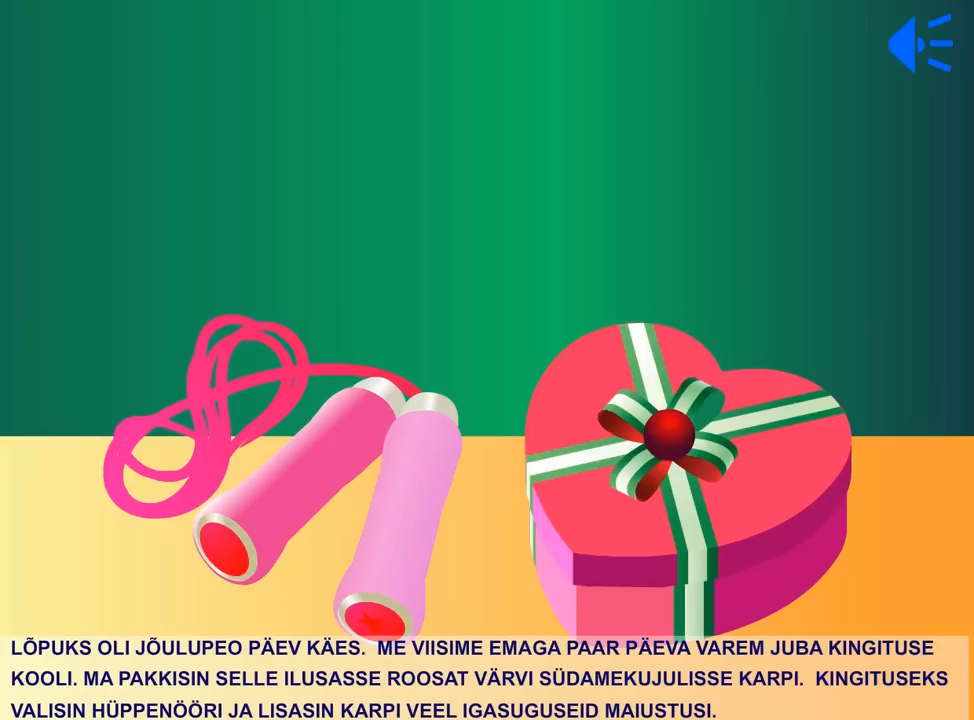 LÕPUKS OLI JÕULUPEO PÄEV KÄES.  ME VIISIME EMAGA PAAR PÄEVA VAREM JUBA KINGITUSE
KOOLI. MA PAKKISIN SELLE ILUSASSE ROOSAT VÄRVI SÜDAMEKUJULISSE KARPI.  KINGITUSEKS
VALISIN HÜPPENÖÖRI JA LISASIN KARPI VEEL IGASUGUSEID MAIUSTUSI.